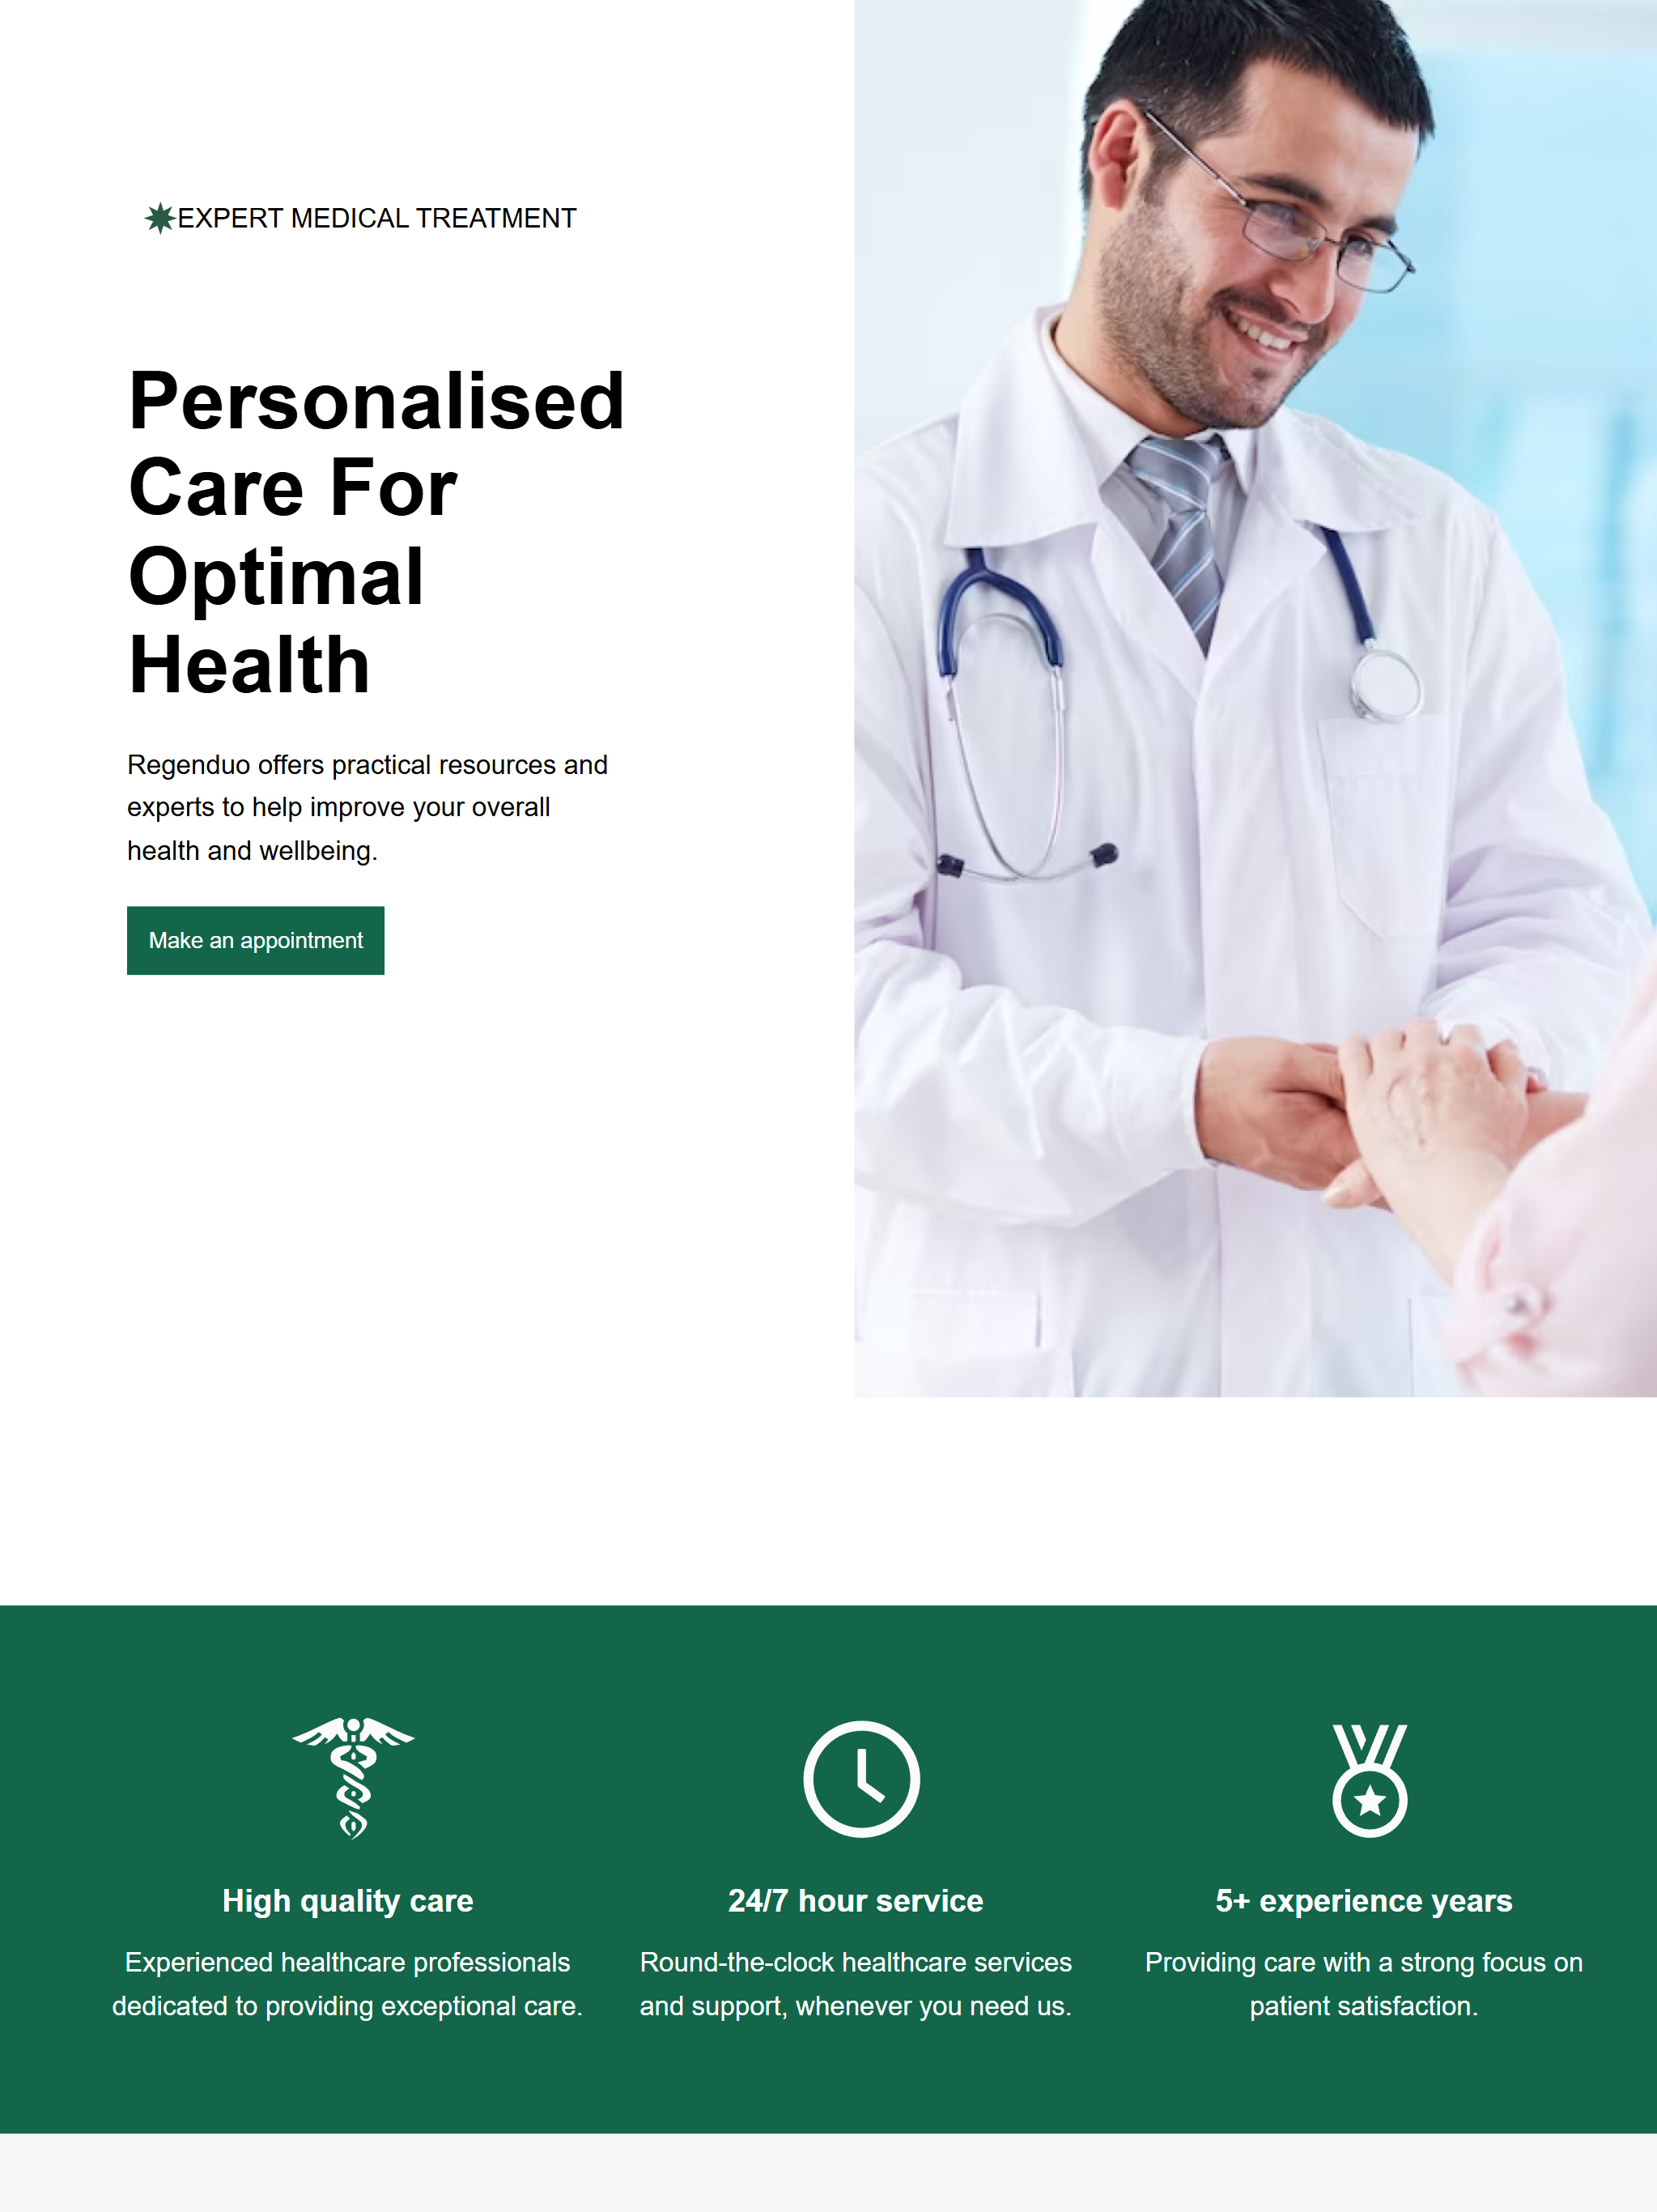 EXPERT MEDICAL TREATMENT
Personalised
Care For
Optimal
Health
Regenduo offers practical resources and
experts to help improve your overall
health and wellbeing.
Make an appointment
High quality care
Experienced healthcare professionals
dedicated to providing exceptional care.
24/7 hour service
Round-the-clock healthcare services
and support, whenever you need us.
5+ experience years
Providing care with a strong focus on
patient satisfaction.